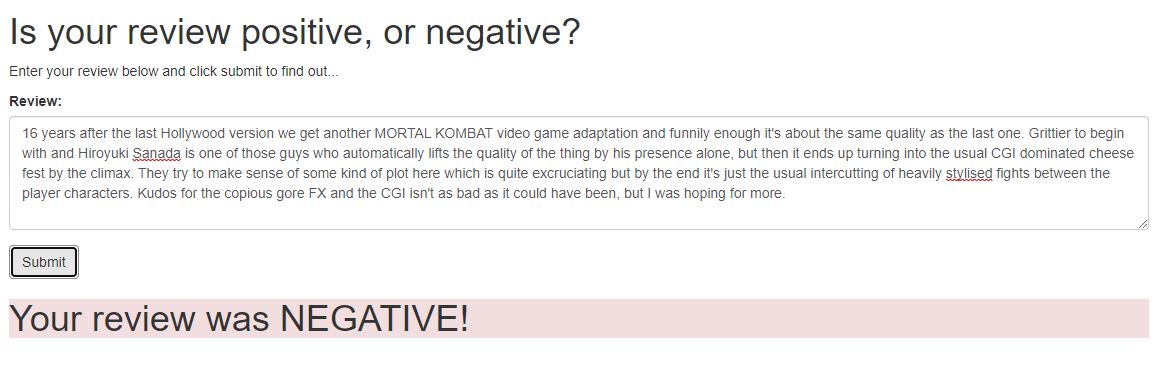 Is your review positive, or negative?
Enter your review below and click submit to find out...
Review:
16 years after the last Hollywood version we get another MORTAL KOMBAT video game adaptation and funnily enough it's about the same quality as the last one. Grittier to begin
with and Hiroyuki Sanada is one of those guys who automatically lifts the quality of the thing by his presence alone, but then it ends up turning into the usual CGI dominated cheese
fest by the climax. They try to make sense of some kind of plot here which is quite excruciating but by the end it's just the usual intercutting of heavily stylised fights between the
player characters. Kudos for the copious gore FX and the CGI isn't as bad as it could have been, but I was hoping for more.
Submit
Your review was NEGATIVE!